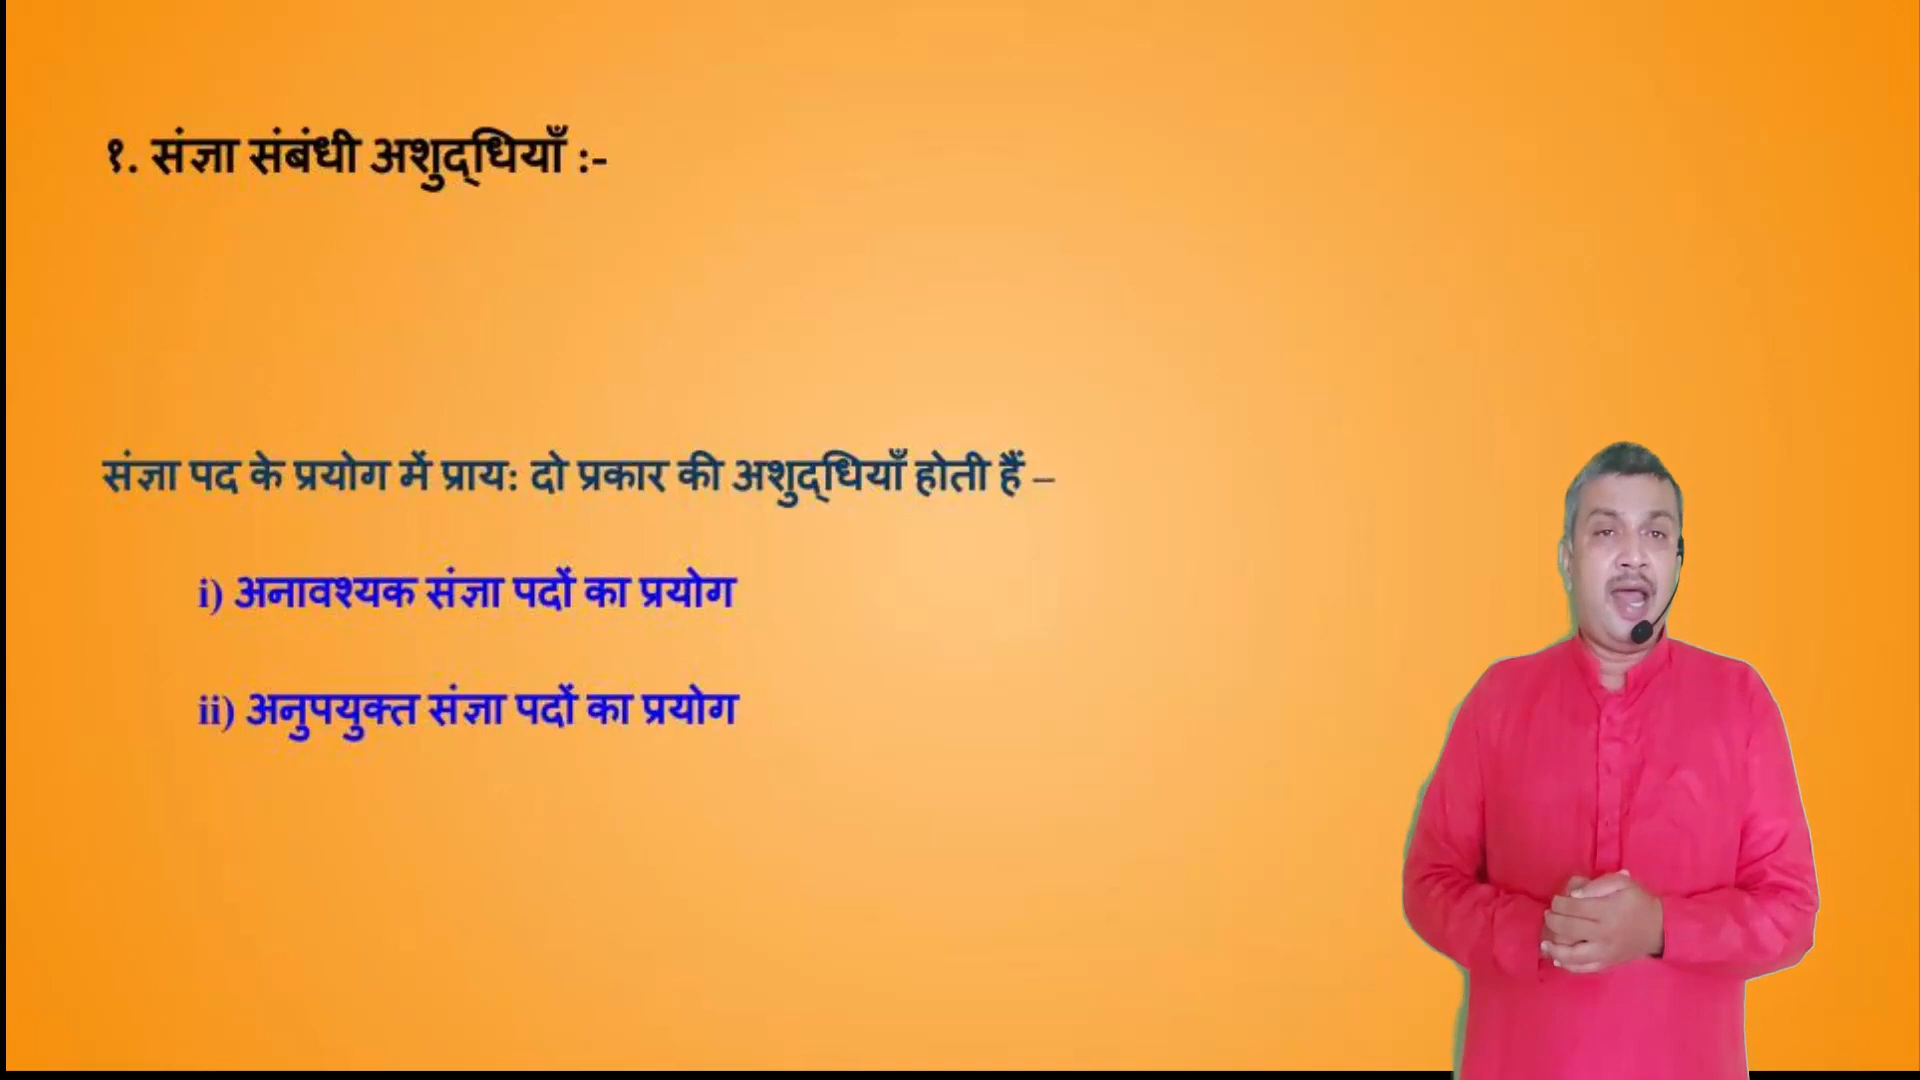 १. संज्ञा संबंधी अशुद्‌धियाँ :-
संज्ञा पद के प्रयोग में प्राय: दो प्रकार की अशुद्‌धियाँ होती हैं –
i) अनावश्यक संज्ञा पदों का प्रयोग
ii) अनुपयुक्त संज्ञा पदों का प्रयोग